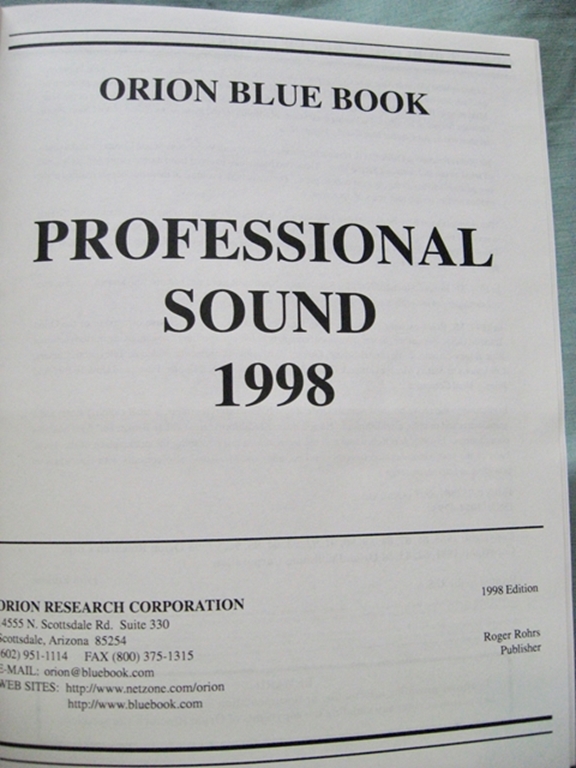 ORION BLUE BOOK
PROFESSIONAL
SOUND
1998
ORION RESEARCH CORPORATION
4555 N. Scottsdale Rd. Suite 330
Scottsdale, Arizona 85254
(602) 951-1114 FAX (800) 375-1315
E-MAIL: orion@bluebook.com
WEB SITES: http://www.netzone.com/orion
http://www.bluebook.com
1998 Edition
Roger Rohrs
Publisher